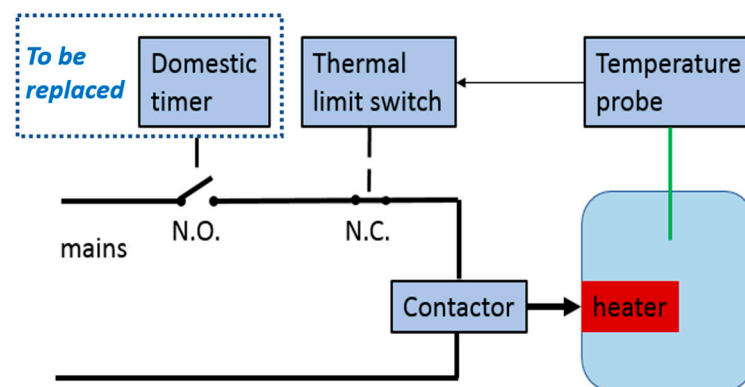 To be
replaced
Domestic
timer
Thermal
limit switch
Temperature
probe
N.O.
N.C.
mains
Contactor
heater